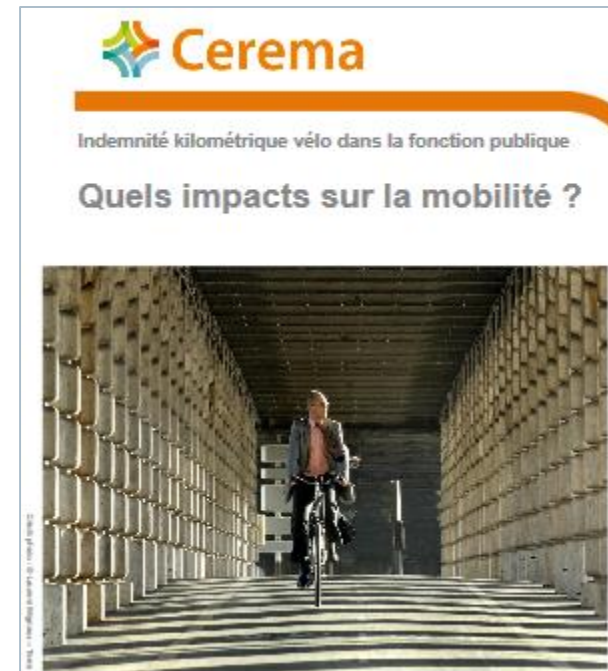 Cerema
Indemnité kilométrique vélo dans la fonction publique
Quels impacts sur la mobilité ?